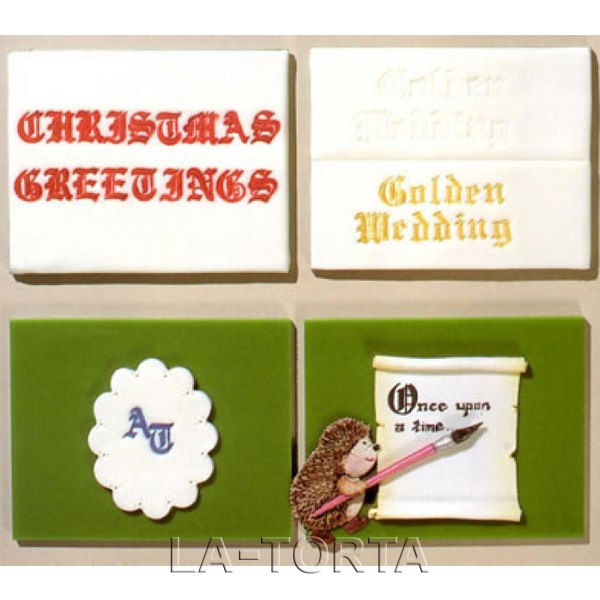 CHRISTMAS
GREETINGS
Golden
Wedding
Golden
Wedding
AT
Once upon
a time...
LA-TORTA